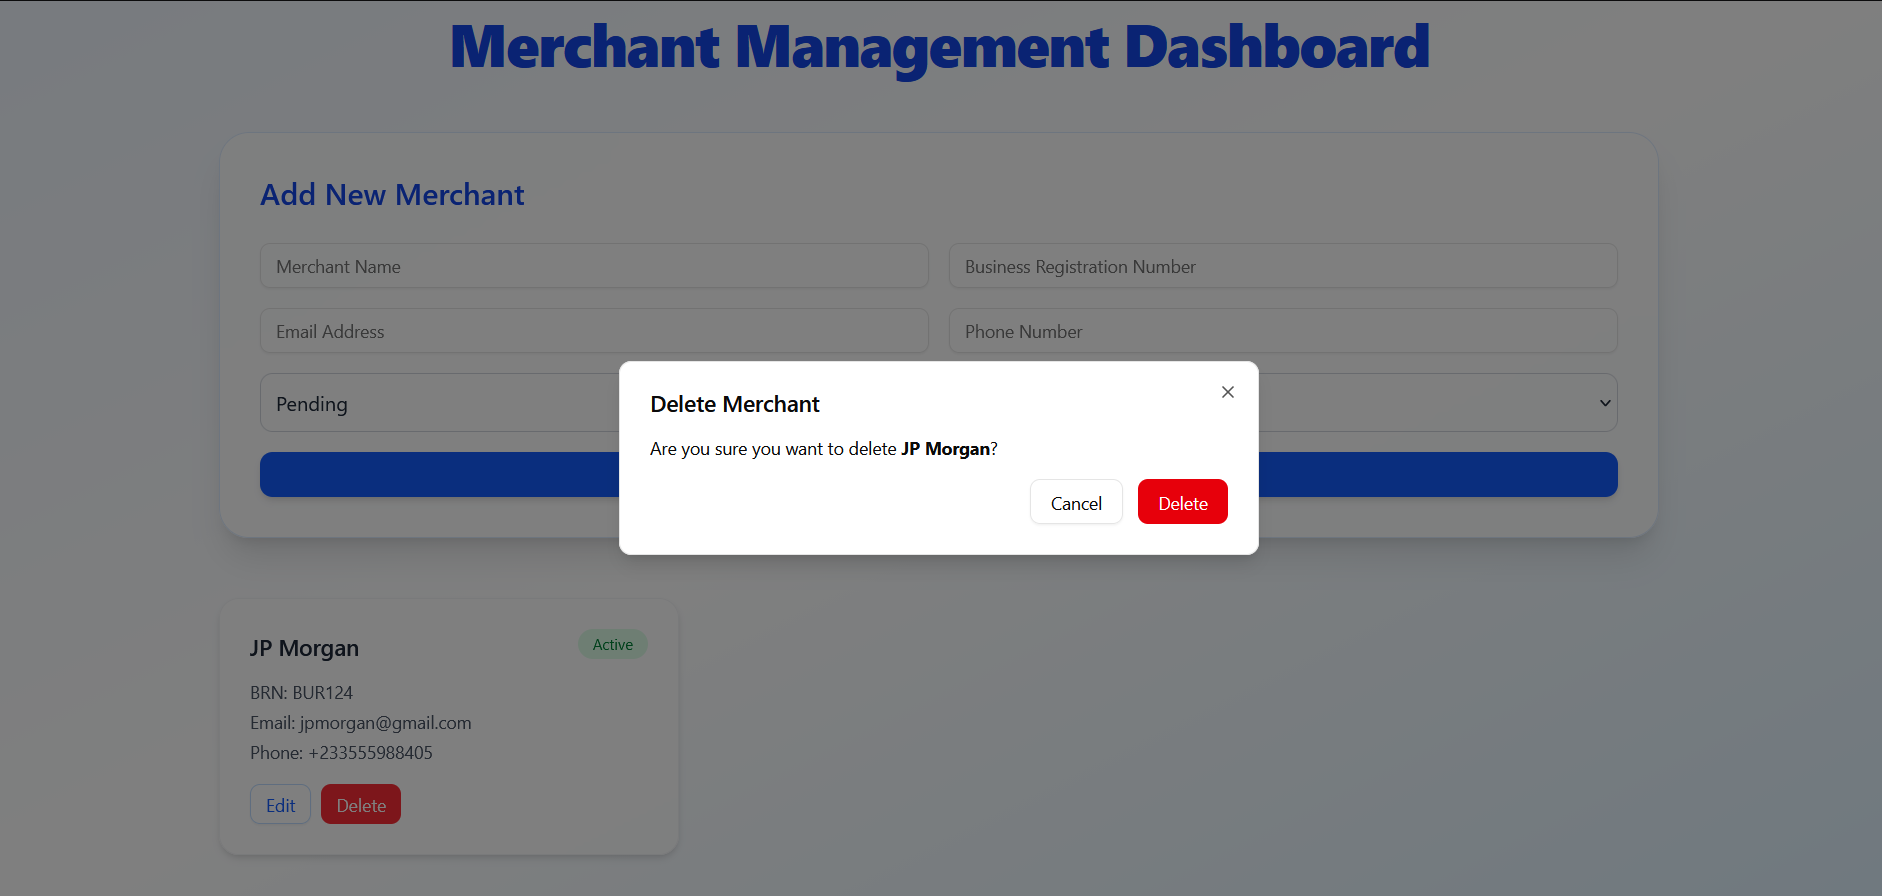 Merchant Management Dashboard
Add New Merchant
Merchant Name
Business Registration Number
Email Address
Phone Number
Pending
Delete Merchant
Are you sure you want to delete JP Morgan?
Cancel
Delete
JP Morgan
Active
BRN: BUR124
Email: jpmorgan@gmail.com
Phone: +233555988405
Edit
Delete